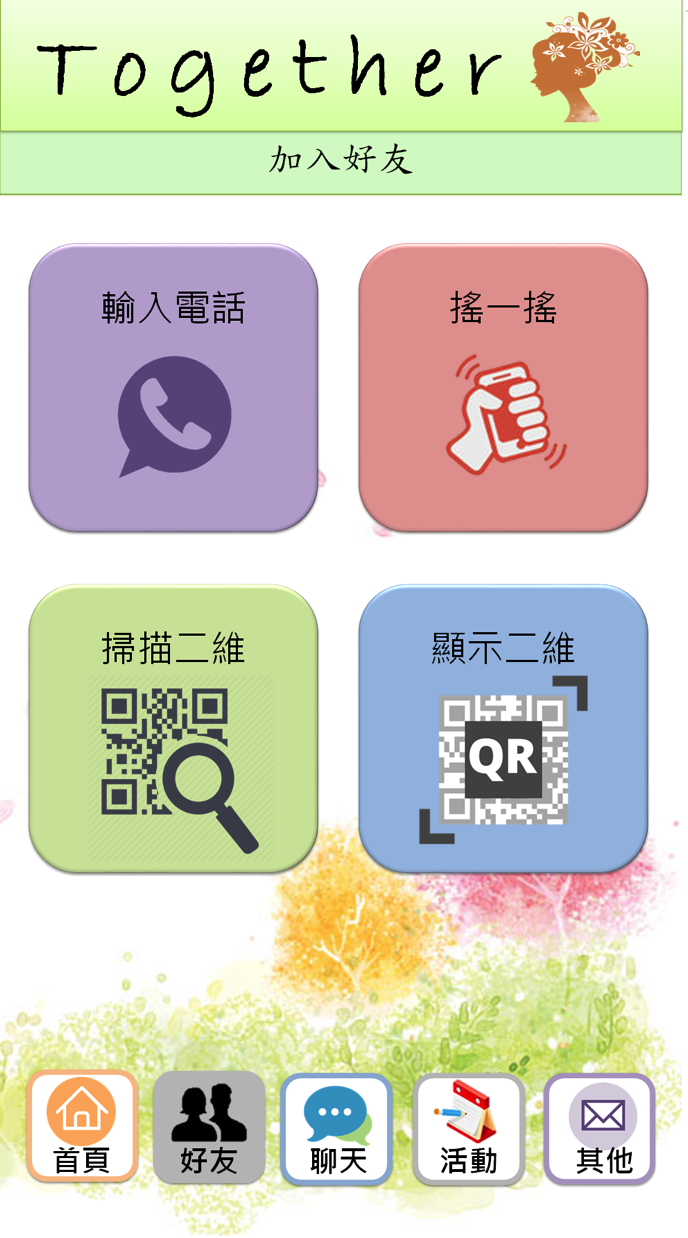 Together
加入好友
輸入電話
搖一搖
掃描二維
顯示二維
QR
首頁
好友
聊天
活動
其他